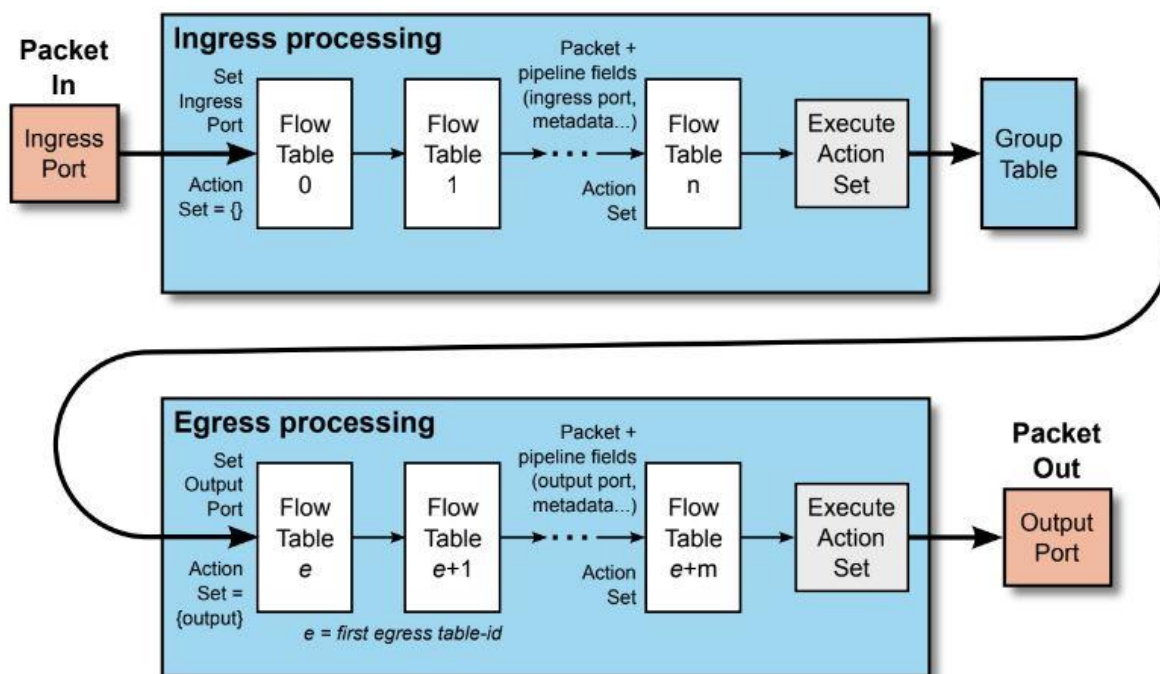 Ingress processing
Packet
In
Ingress
Port
Set
Ingress
Port
Action
Set = {}
Flow
Table
0
Flow
Table
1
Packet +
pipeline fields
(ingress port,
metadata...)
Action
Set
Flow
Table
n
Execute
Action
Set
Group
Table
Egress processing
Set
Output
Port
Action
Set =
{output}
Flow
Table
e
Flow
Table
e+1
e = first egress table-id
Packet +
pipeline fields
(output port,
metadata...)
Action
Set
Flow
Table
e+m
Execute
Action
Set
Packet
Out
Output
Port